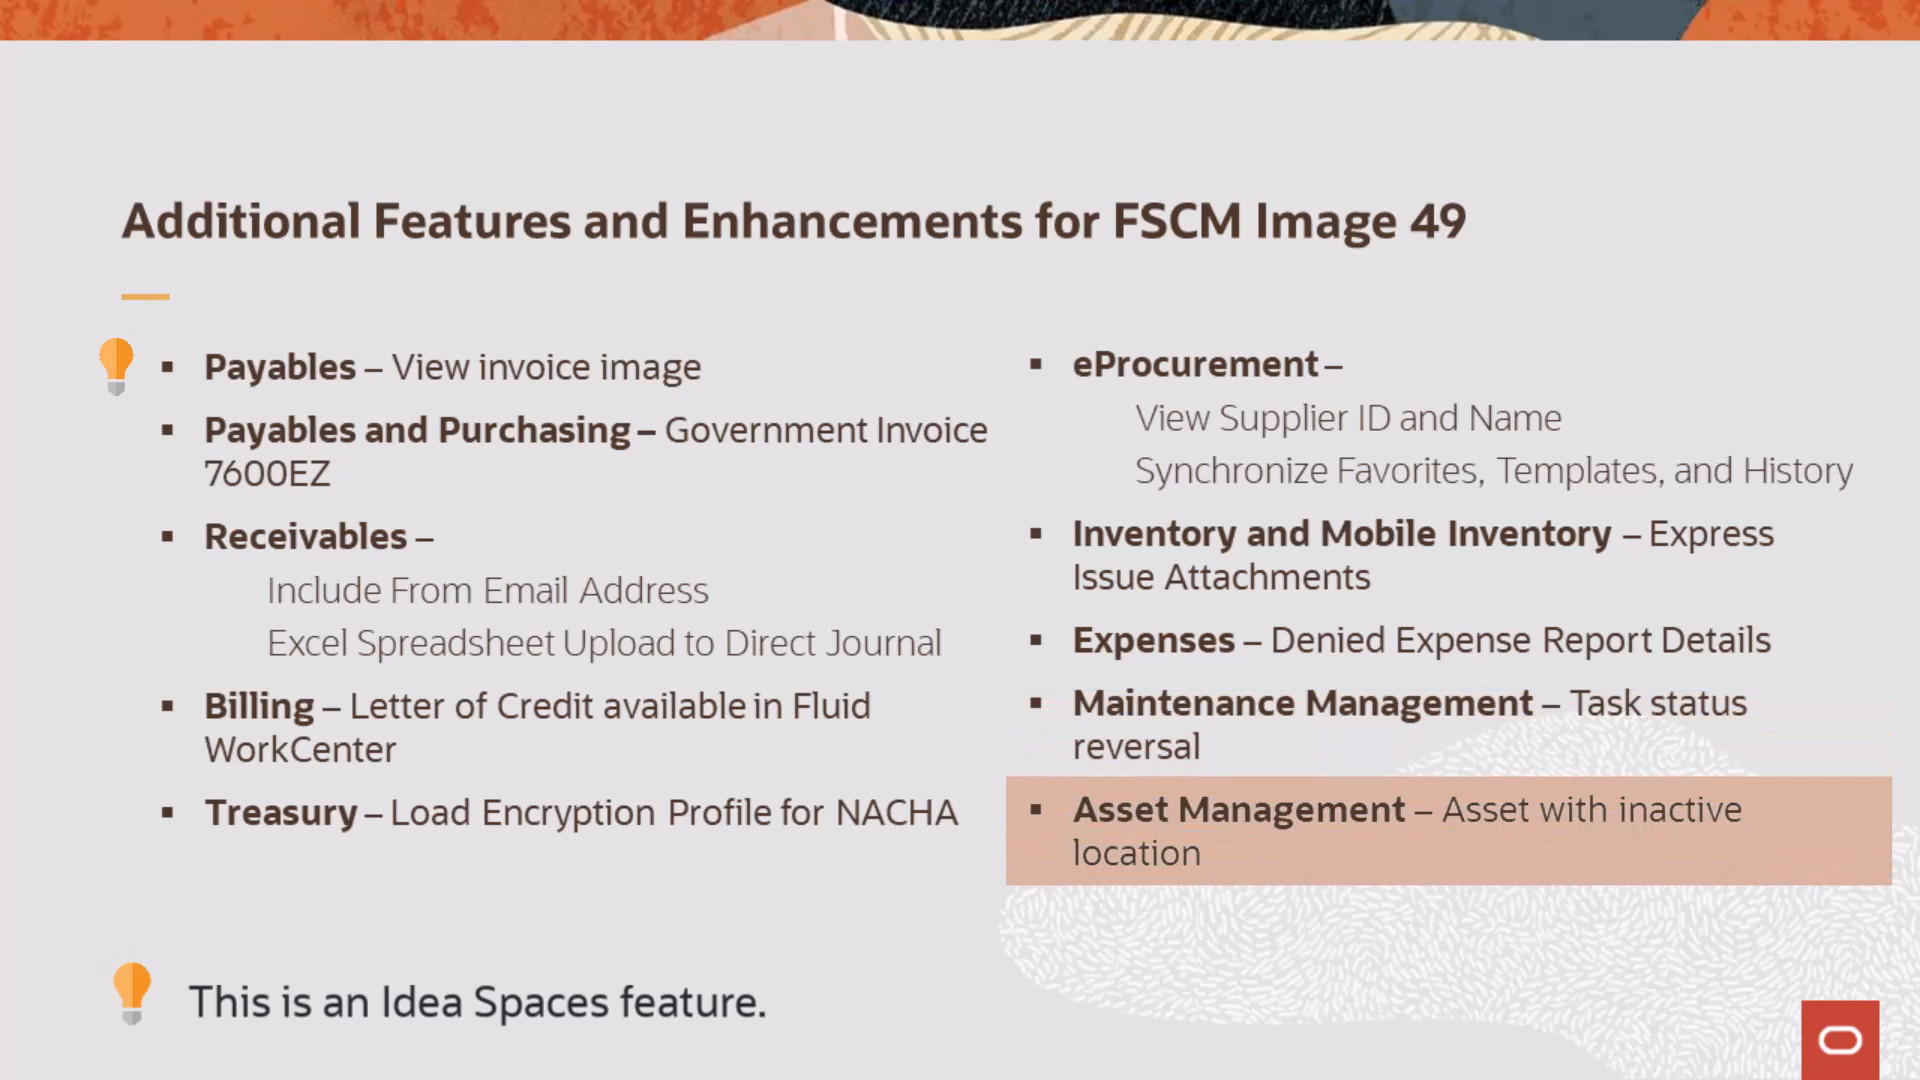 Additional Features and Enhancements for FSCM Image 49
▪ Payables – View invoice image
▪ Payables and Purchasing – Government Invoice
7600EZ
▪ Receivables –
Include From Email Address
Excel Spreadsheet Upload to Direct Journal
▪ Billing – Letter of Credit available in Fluid
WorkCenter
▪ Treasury – Load Encryption Profile for NACHA
▪ eProcurement –
View Supplier ID and Name
Synchronize Favorites, Templates, and History
▪ Inventory and Mobile Inventory – Express
Issue Attachments
▪ Expenses – Denied Expense Report Details
▪ Maintenance Management – Task status
reversal
▪ Asset Management – Asset with inactive
location
This is an Idea Spaces feature.